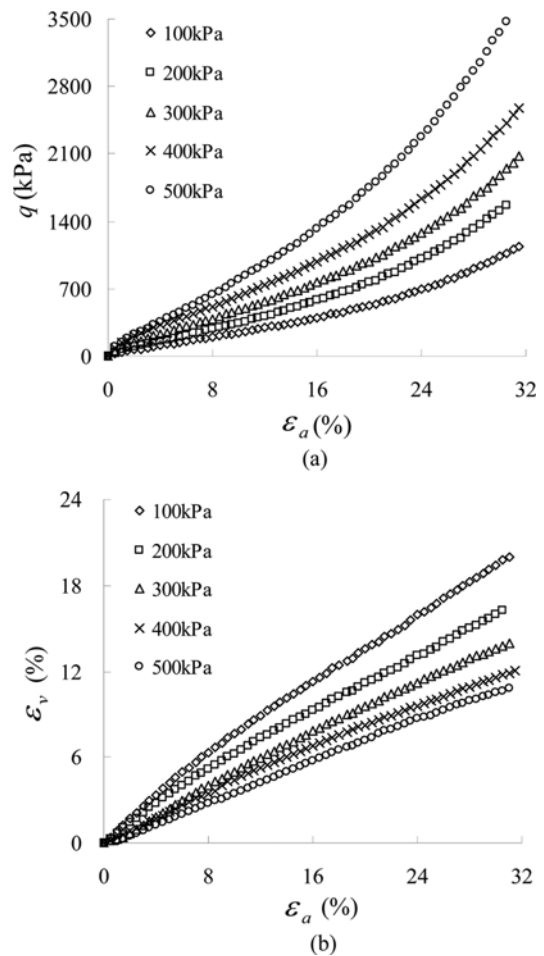 3500
2800
2100
1400
700
0
q (kPa)
100kPa
200kPa
300kPa
400kPa
500kPa
0 8 16 24 32
εₐ (%)
(a)
24
18
12
6
0
εᵥ (%)
100kPa
200kPa
300kPa
400kPa
500kPa
0 8 16 24 32
εₐ (%)
(b)